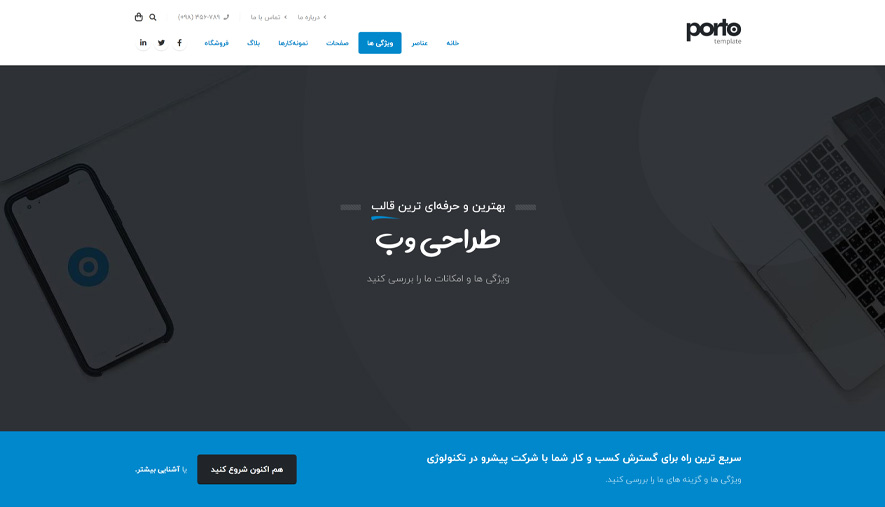 porto
template
درباره ما
تماس با ما
(۰۹۸) ۴۵۶-۷۸۹
خانه
عناصر
ویژگی ها
صفحات
نمونه‌کارها
بلاگ
فروشگاه
بهترین و حرفه‌ای ترین قالب
طراحی وب
ویژگی ها و امکانات ما را بررسی کنید
سریع ترین راه برای گسترش کسب و کار شما با شرکت پیشرو در تکنولوژی
ویژگی ها و گزینه های ما را بررسی کنید.
هم اکنون شروع کنید
یا آشنایی بیشتر.